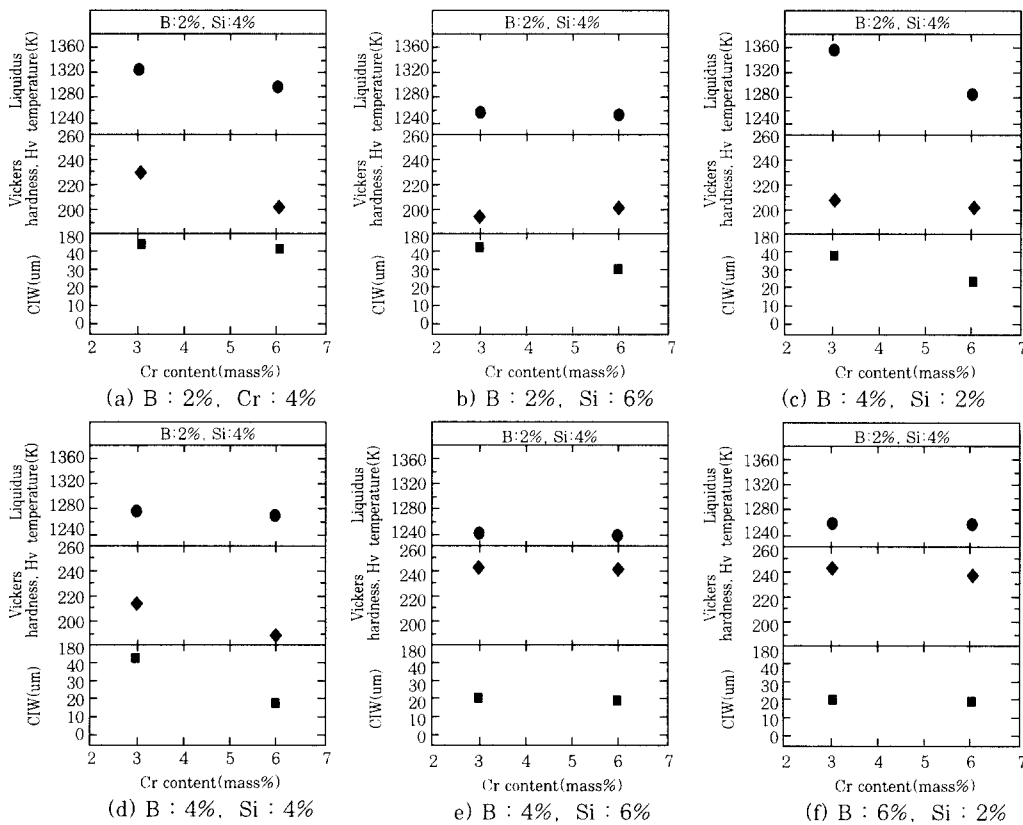 B:2%, Si:4%
Liquidus
temperature(K)
1360
1320
1280
1240
Vickers
hardness, Hv
260
240
220
200
180
CIW(um)
40
30
20
10
0
2 3 4 5 6 7
Cr content(mass%)
(a) B : 2%, Cr : 4%
B:2%, Si:4%
Liquidus
temperature(K)
1360
1320
1280
1240
Vickers
hardness, Hv
260
240
220
200
180
CIW(um)
40
30
20
10
0
2 3 4 5 6 7
Cr content(mass%)
b) B : 2%, Si : 6%
B:2%, Si:4%
Liquidus
temperature(K)
1360
1320
1280
1240
Vickers
hardness, Hv
260
240
220
200
180
CIW(um)
40
30
20
10
0
2 3 4 5 6 7
Cr content(mass%)
(c) B : 4%, Si : 2%
B:2%, Si:4%
Liquidus
temperature(K)
1360
1320
1280
1240
Vickers
hardness, Hv
260
240
220
200
180
CIW(um)
40
30
20
10
0
2 3 4 5 6 7
Cr content(mass%)
(d) B : 4%, Si : 4%
B:2%, Si:4%
Liquidus
temperature(K)
1360
1320
1280
1240
Vickers
hardness, Hv
260
240
220
200
180
CIW(um)
40
30
20
10
0
2 3 4 5 6 7
Cr content(mass%)
e) B : 4%, Si : 6%
B:2%, Si:4%
Liquidus
temperature(K)
1360
1320
1280
1240
Vickers
hardness, Hv
260
240
220
200
180
CIW(um)
40
30
20
10
0
2 3 4 5 6 7
Cr content(mass%)
(f) B : 6%, Si : 2%